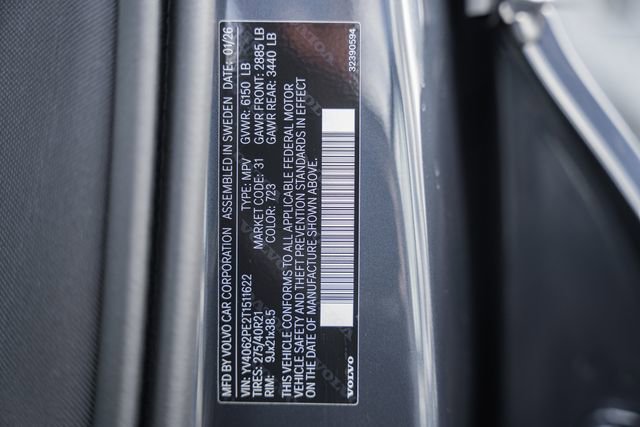 MFD BY VOLVO CAR CORPORATION ASSEMBLED IN SWEDEN DATE: 01/26
YV4062PE2T1511622 TYPE: MPV GVWR: 6150 LB
TIRES: 275/40R21 MARKET CODE: 31 GAWR FRONT: 2885 LB
RIM: 9Jx21x38.5 COLOR: 723 GAWR REAR: 3440 LB
THIS VEHICLE CONFORMS TO ALL APPLICABLE FEDERAL MOTOR
VEHICLE SAFETY AND THEFT PREVENTION STANDARDS IN EFFECT
ON THE DATE OF MANUFACTURE SHOWN ABOVE.
32390594
VOLVO